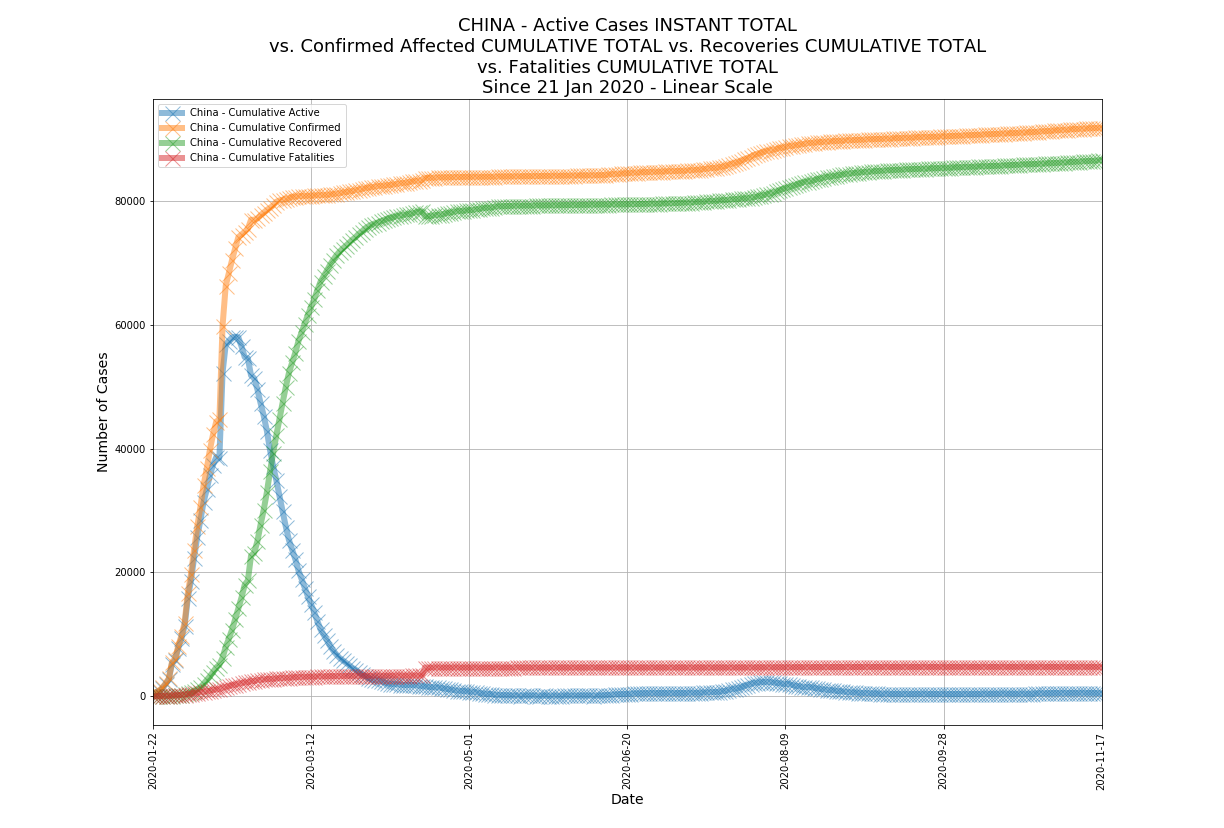 CHINA - Active Cases INSTANT TOTAL
vs. Confirmed Affected CUMULATIVE TOTAL vs. Recoveries CUMULATIVE TOTAL
vs. Fatalities CUMULATIVE TOTAL
Since 21 Jan 2020 - Linear Scale
China - Cumulative Active
China - Cumulative Confirmed
China - Cumulative Recovered
China - Cumulative Fatalities
Number of Cases
80000
60000
40000
20000
0
2020-01-22
2020-03-12
2020-05-01
2020-06-20
2020-08-09
2020-09-28
2020-11-17
Date